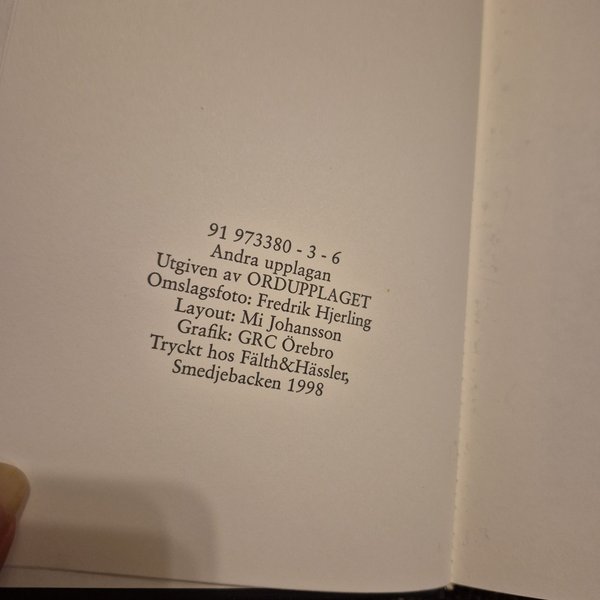 91 973380 - 3 - 6
Andra upplagan
Utgiven av ORDUPPLAGET
Omslagsfoto: Fredrik Hjerling
Layout: Mi Johansson
Grafik: GRC Örebro
Tryckt hos Fälth&Hässler,
Smedjebacken 1998